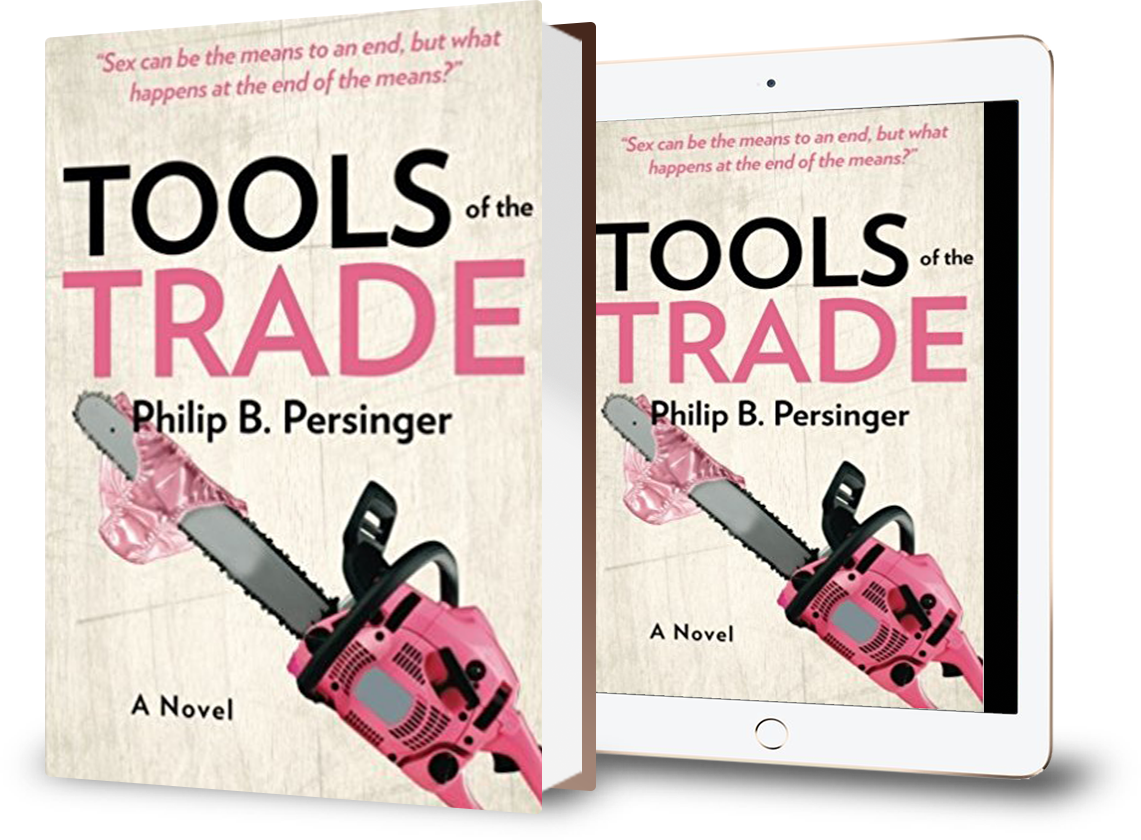 “Sex can be the means to an end, but what
happens at the end of the means?”
TOOLS of the
TRADE
Philip B. Persinger
A Novel
“Sex can be the means to an end, but what
happens at the end of the means?”
TOOLS of the
TRADE
Philip B. Persinger
A Novel